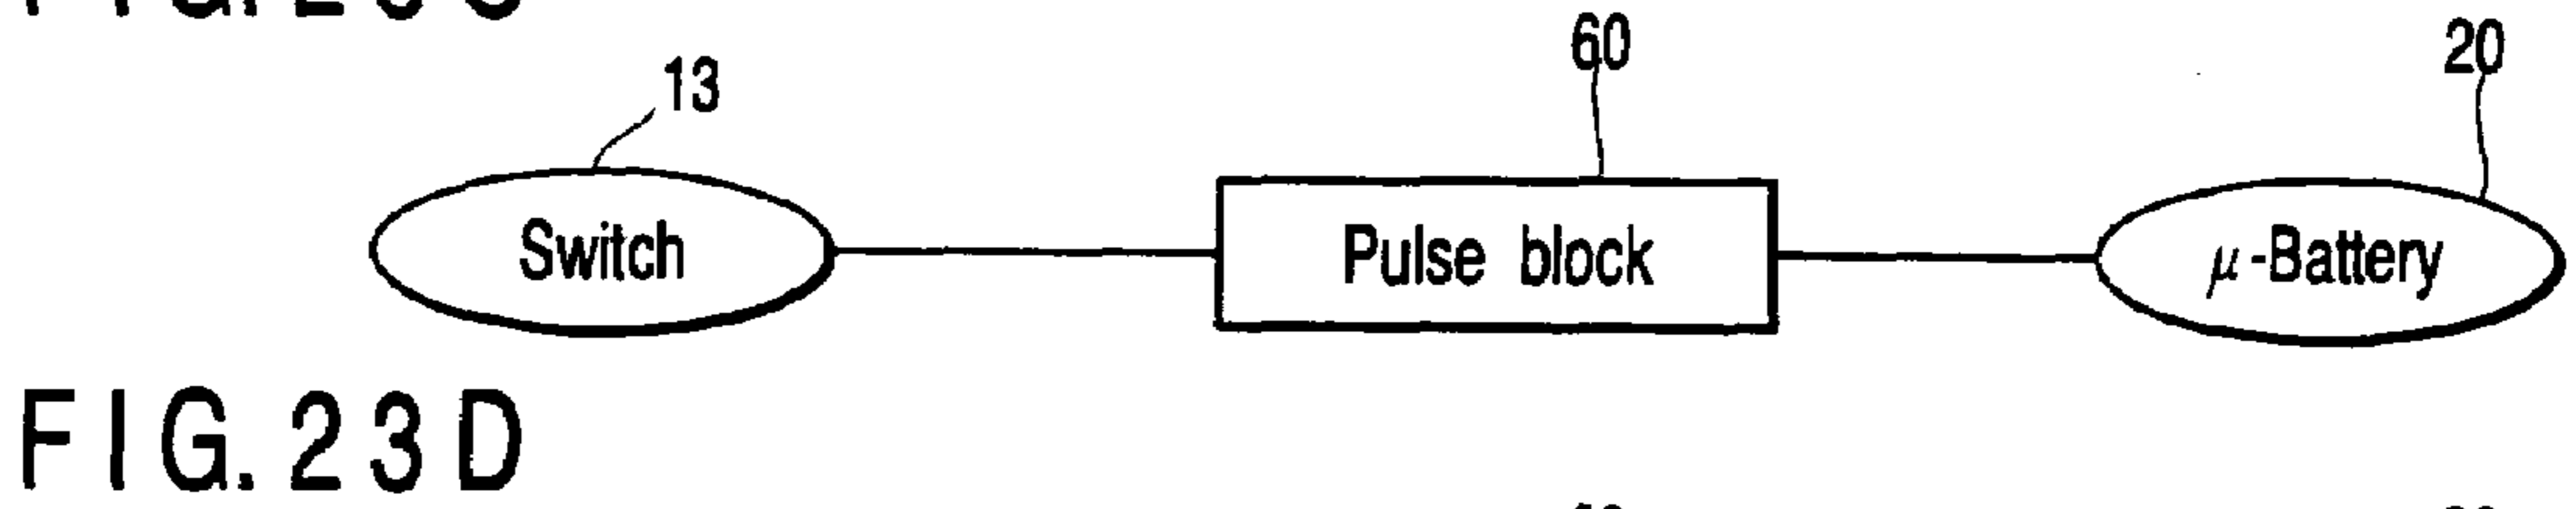 13
60
20
Switch
Pulse block
μ-Battery
FIG. 23D